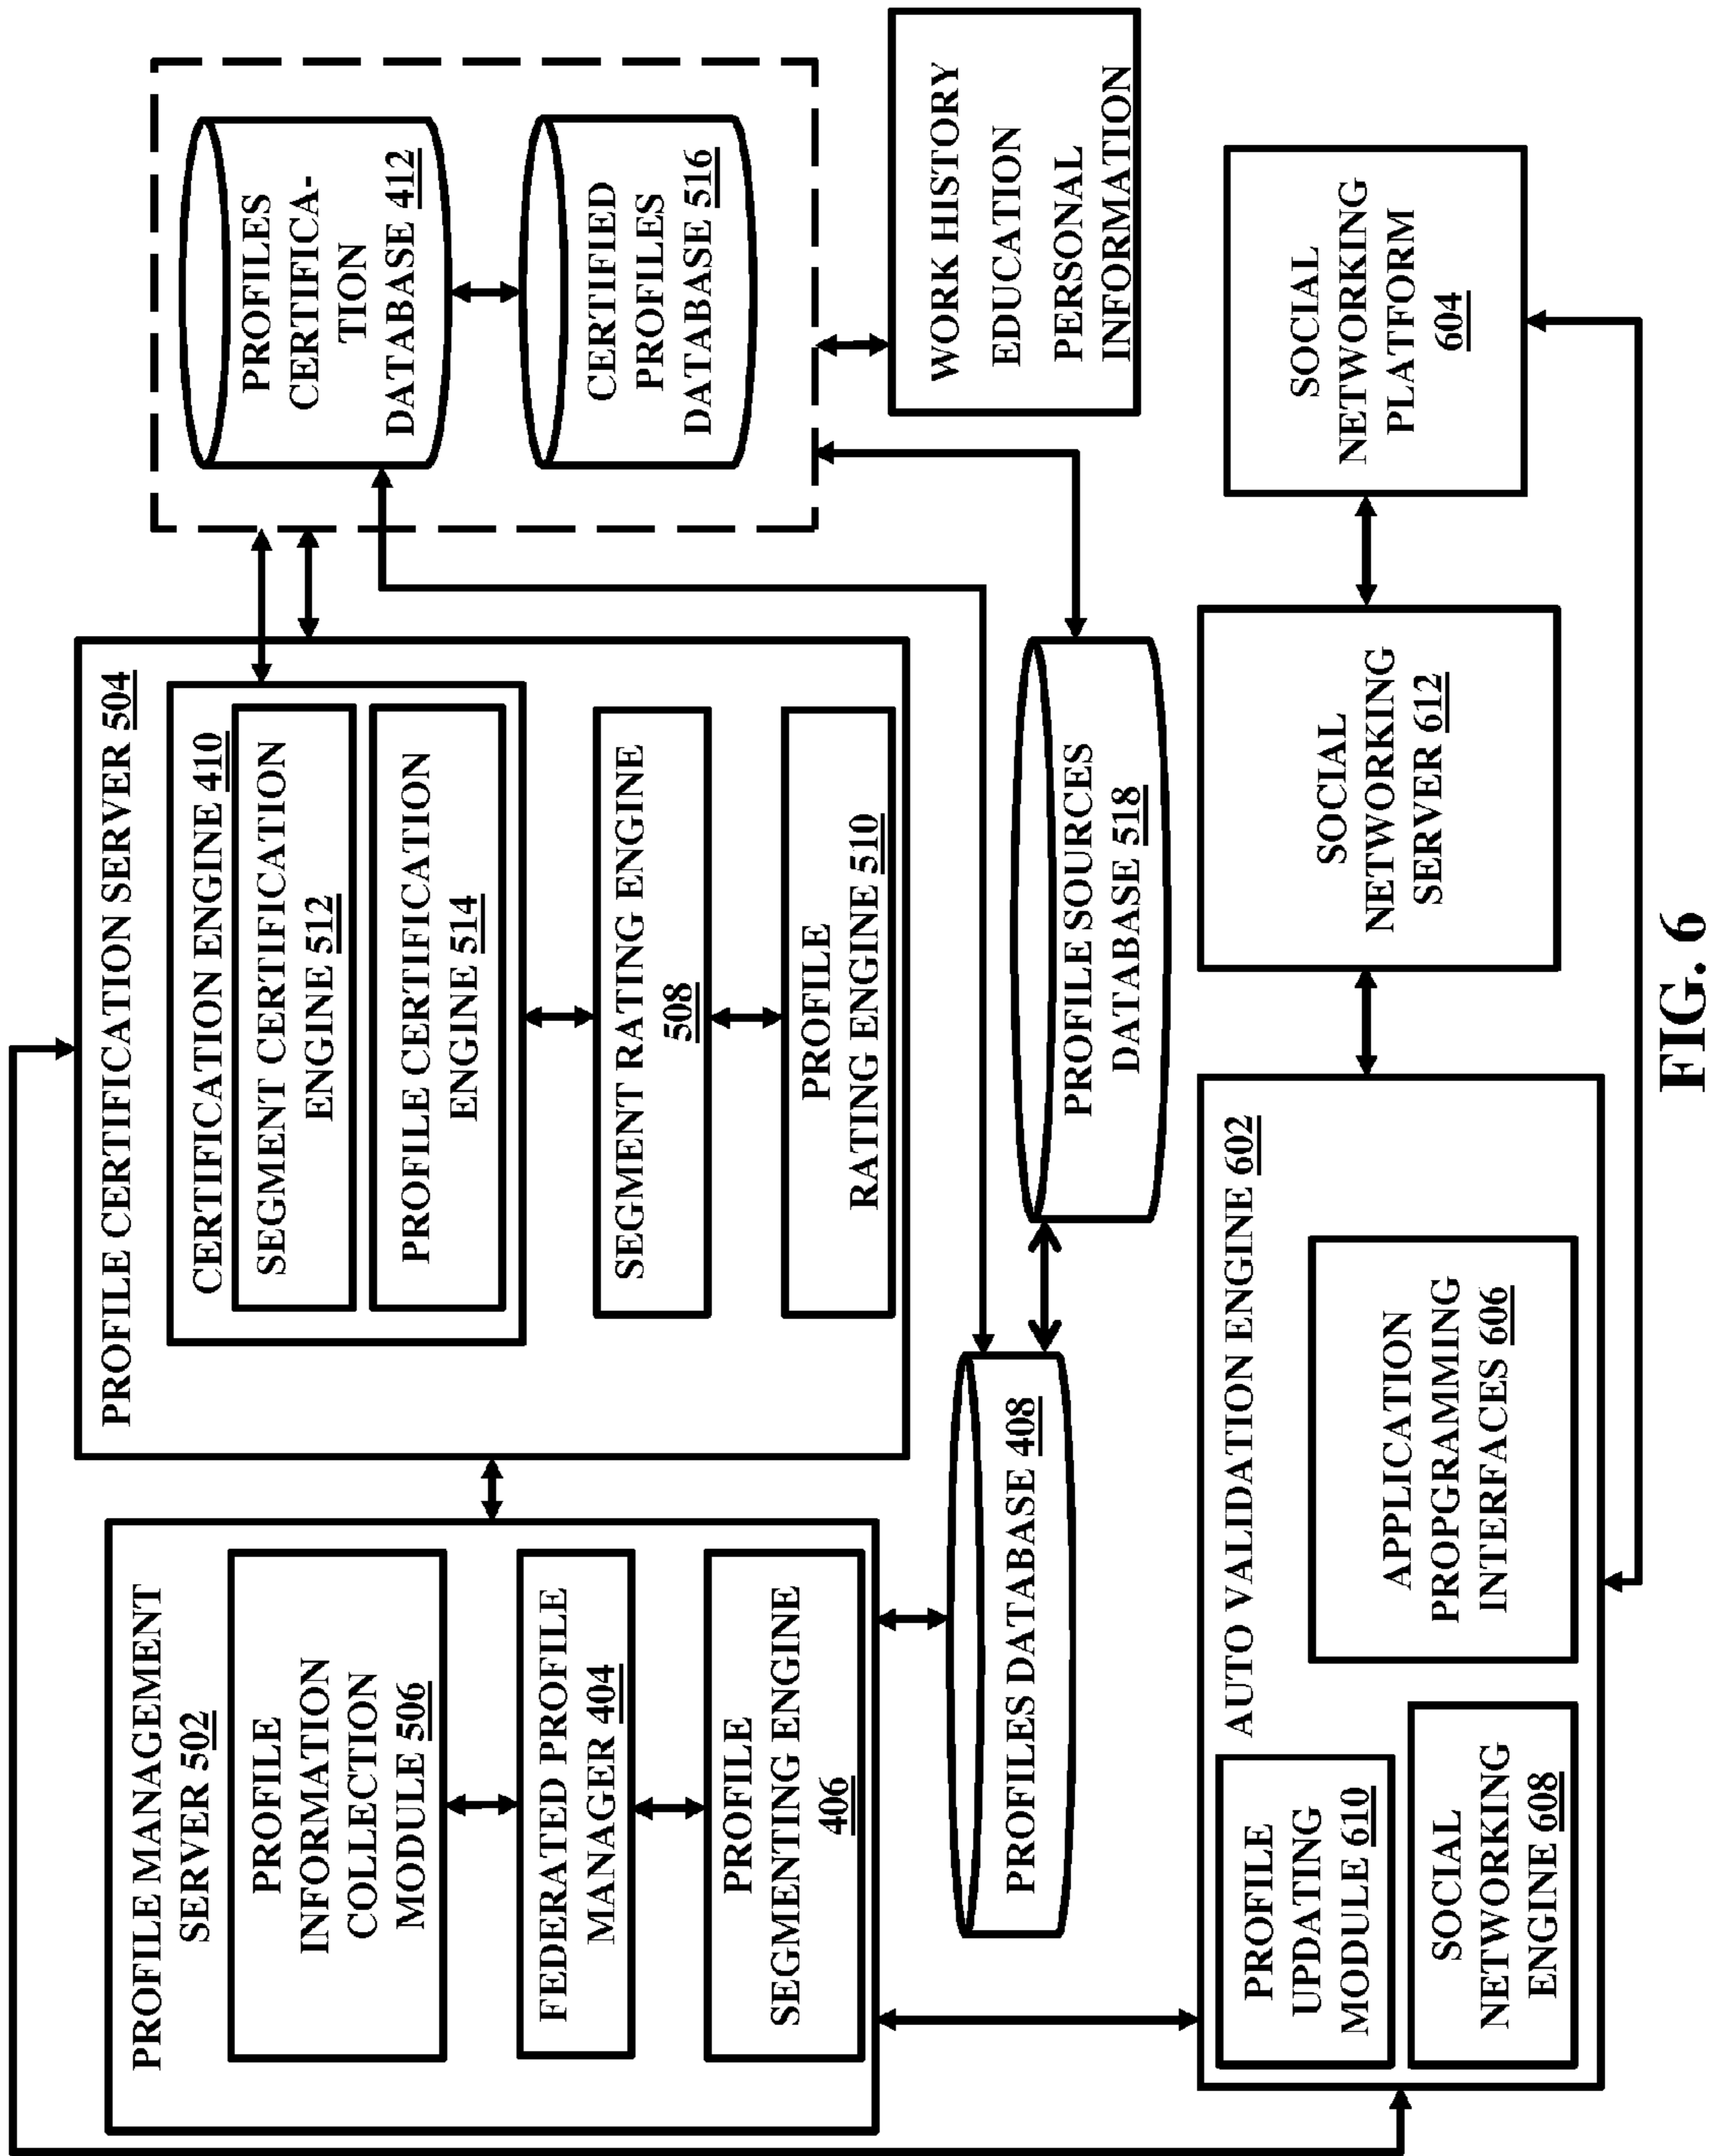 PROFILE MANAGEMENT
SERVER 502
PROFILE
INFORMATION
COLLECTION
MODULE 506
FEDERATED PROFILE
MANAGER 404
PROFILE
SEGMENTING ENGINE
406
PROFILE CERTIFICATION SERVER 504
CERTIFICATION ENGINE 410
SEGMENT CERTIFICATION
ENGINE 512
PROFILE CERTIFICATION
ENGINE 514
SEGMENT RATING ENGINE
508
PROFILE
RATING ENGINE 510
PROFILES
CERTIFICA-
TION
DATABASE 412
CERTIFIED
PROFILES
DATABASE 516
WORK HISTORY
EDUCATION
PERSONAL
INFORMATION
PROFILES DATABASE 408
PROFILE SOURCES
DATABASE 518
AUTO VALIDATION ENGINE 602
PROFILE
UPDATING
MODULE 610
SOCIAL
NETWORKING
ENGINE 608
APPLICATION
PROPGRAMMING
INTERFACES 606
SOCIAL
NETWORKING
SERVER 612
SOCIAL
NETWORKING
PLATFORM
604
FIG. 6